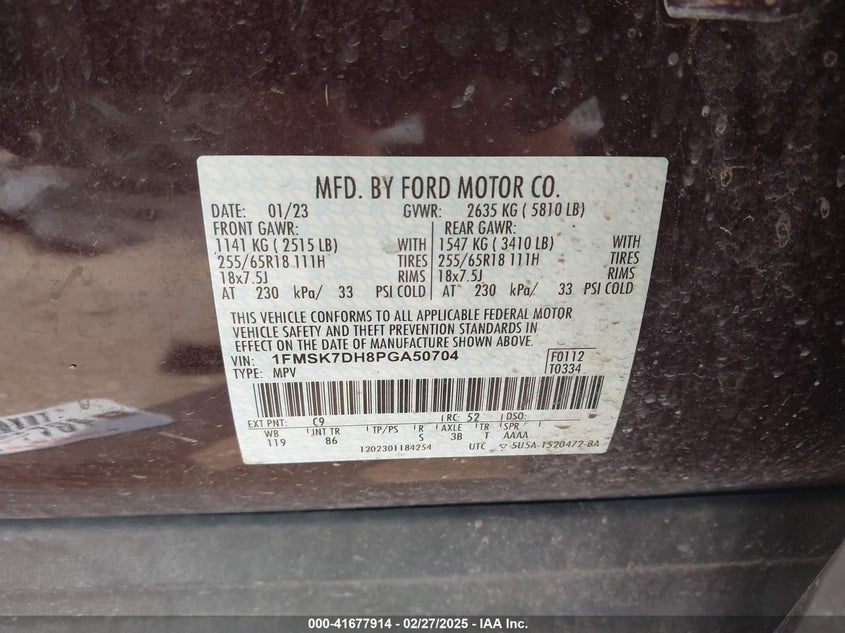 MFD. BY FORD MOTOR CO.
DATE: 01/23 GVWR: 2635 KG ( 5810 LB)
FRONT GAWR: REAR GAWR:
1141 KG ( 2515 LB) WITH 1547 KG ( 3410 LB) WITH
255/65R18 111H TIRES 255/65R18 111H TIRES
18x7.5J RIMS 18x7.5J RIMS
AT 230 kPa/ 33 PSI COLD AT 230 kPa/ 33 PSI COLD
THIS VEHICLE CONFORMS TO ALL APPLICABLE FEDERAL MOTOR
VEHICLE SAFETY AND THEFT PREVENTION STANDARDS IN
EFFECT ON THE DATE OF MANUFACTURE SHOWN ABOVE.
VIN: 1FMSK7DH8PGA50704 F0112
TYPE: MPV T0334
EXT PNT: C9 RC: 52 DSO:
WB INT TR TP/PS R AXLE TR SPR
119 86 S 3B T AAAA
1202301184254 UTC 5U5A-1520472-BA
000-41677914 - 02/27/2025 - IAA Inc.